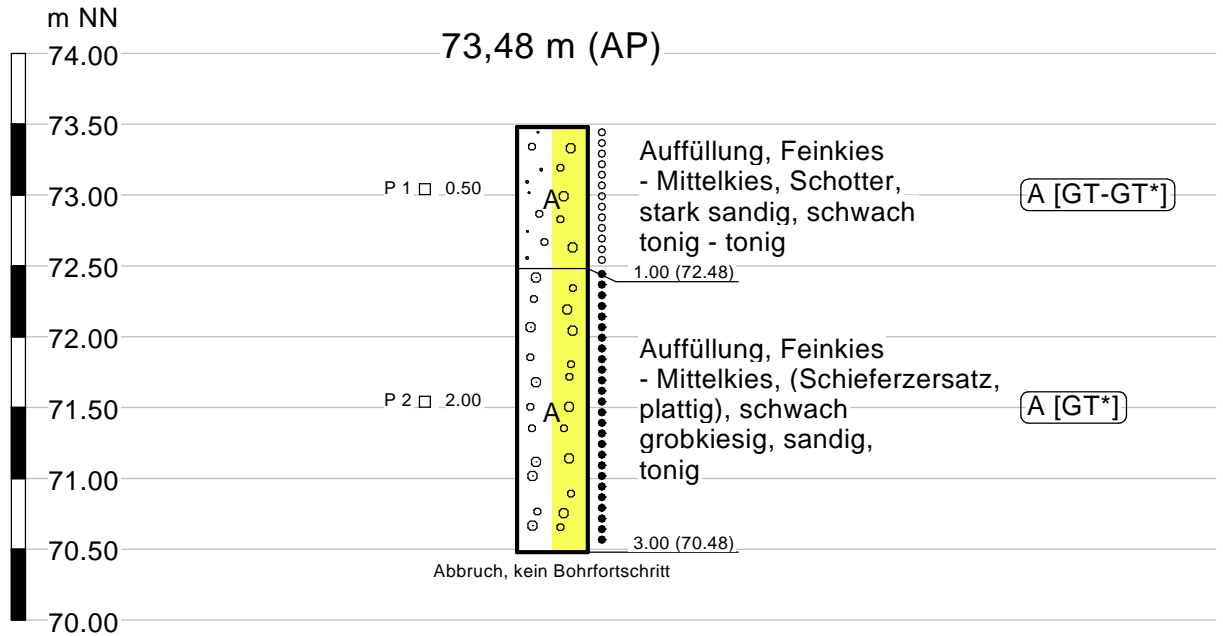 m NN
73,48 m (AP)
74.00
73.50
73.00
72.50
72.00
71.50
71.00
70.50
70.00
P 1 0.50
A
Auffüllung, Feinkies
- Mittelkies, Schotter,
stark sandig, schwach
tonig - tonig
A [GT-GT*]
1.00 (72.48)
P 2 2.00
A
Auffüllung, Feinkies
- Mittelkies, (Schieferzersatz,
plattig), schwach
grobkiesig, sandig,
tonig
A [GT*]
3.00 (70.48)
Abbruch, kein Bohrfortschritt